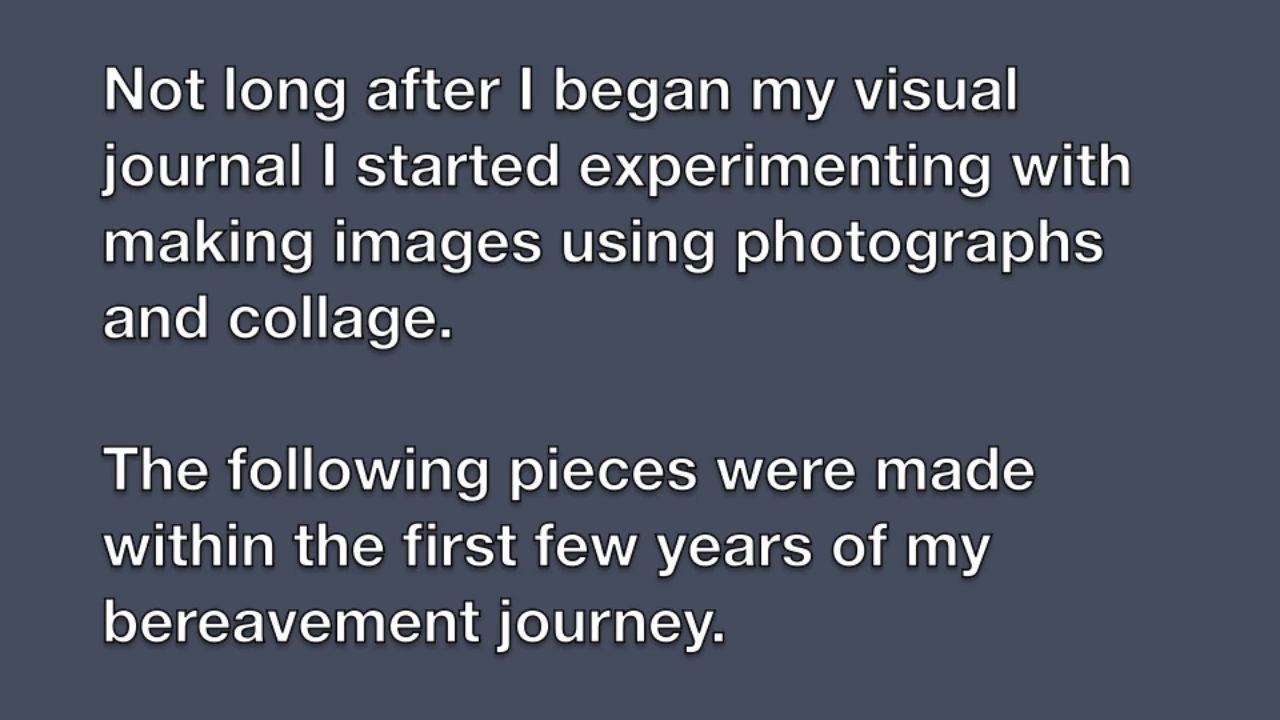 Not long after I began my visual
journal I started experimenting with
making images using photographs
and collage.
The following pieces were made
within the first few years of my
bereavement journey.